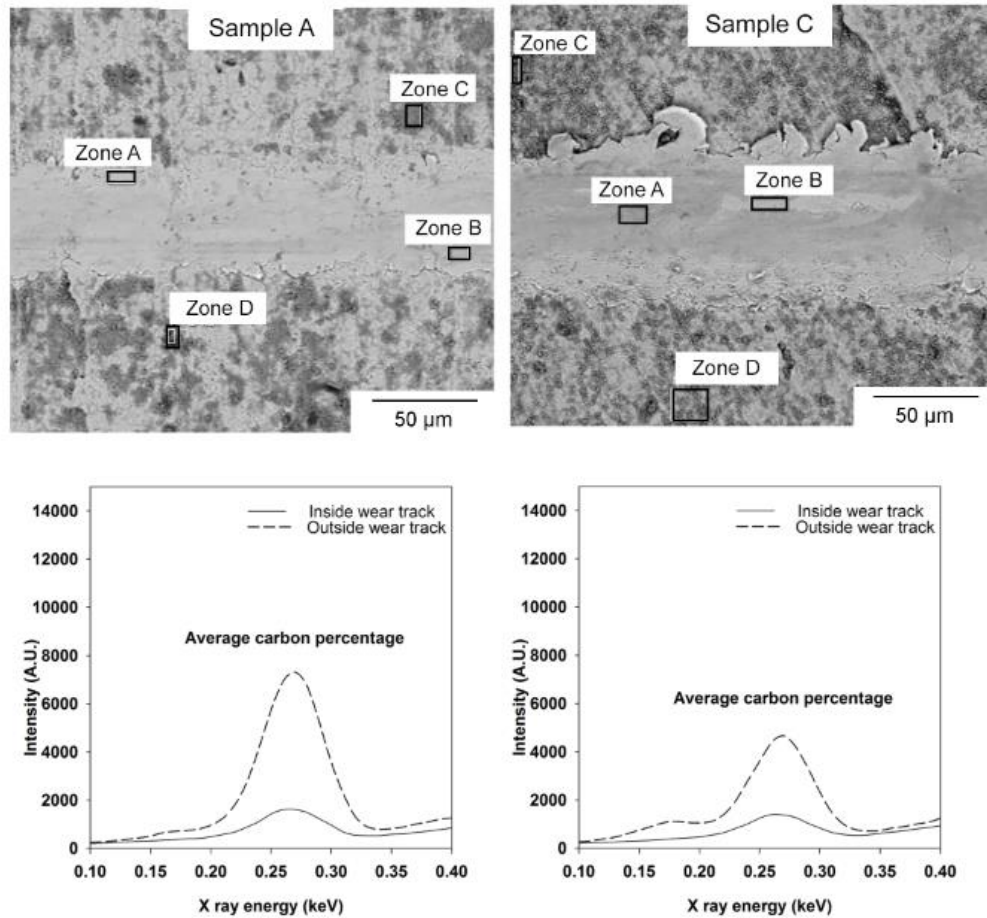 Sample A
Zone C
Zone A
Zone B
Zone D
50 µm
Sample C
Zone C
Zone B
Zone A
Zone D
50 µm
14000
12000
10000
8000
6000
4000
2000
0
Intensity (A.U.)
Inside wear track
Outside wear track
Average carbon percentage
0.10 0.15 0.20 0.25 0.30 0.35 0.40
X ray energy (keV)
14000
12000
10000
8000
6000
4000
2000
0
Intensity (A.U.)
Inside wear track
Outside wear track
Average carbon percentage
0.10 0.15 0.20 0.25 0.30 0.35 0.40
X ray energy (keV)